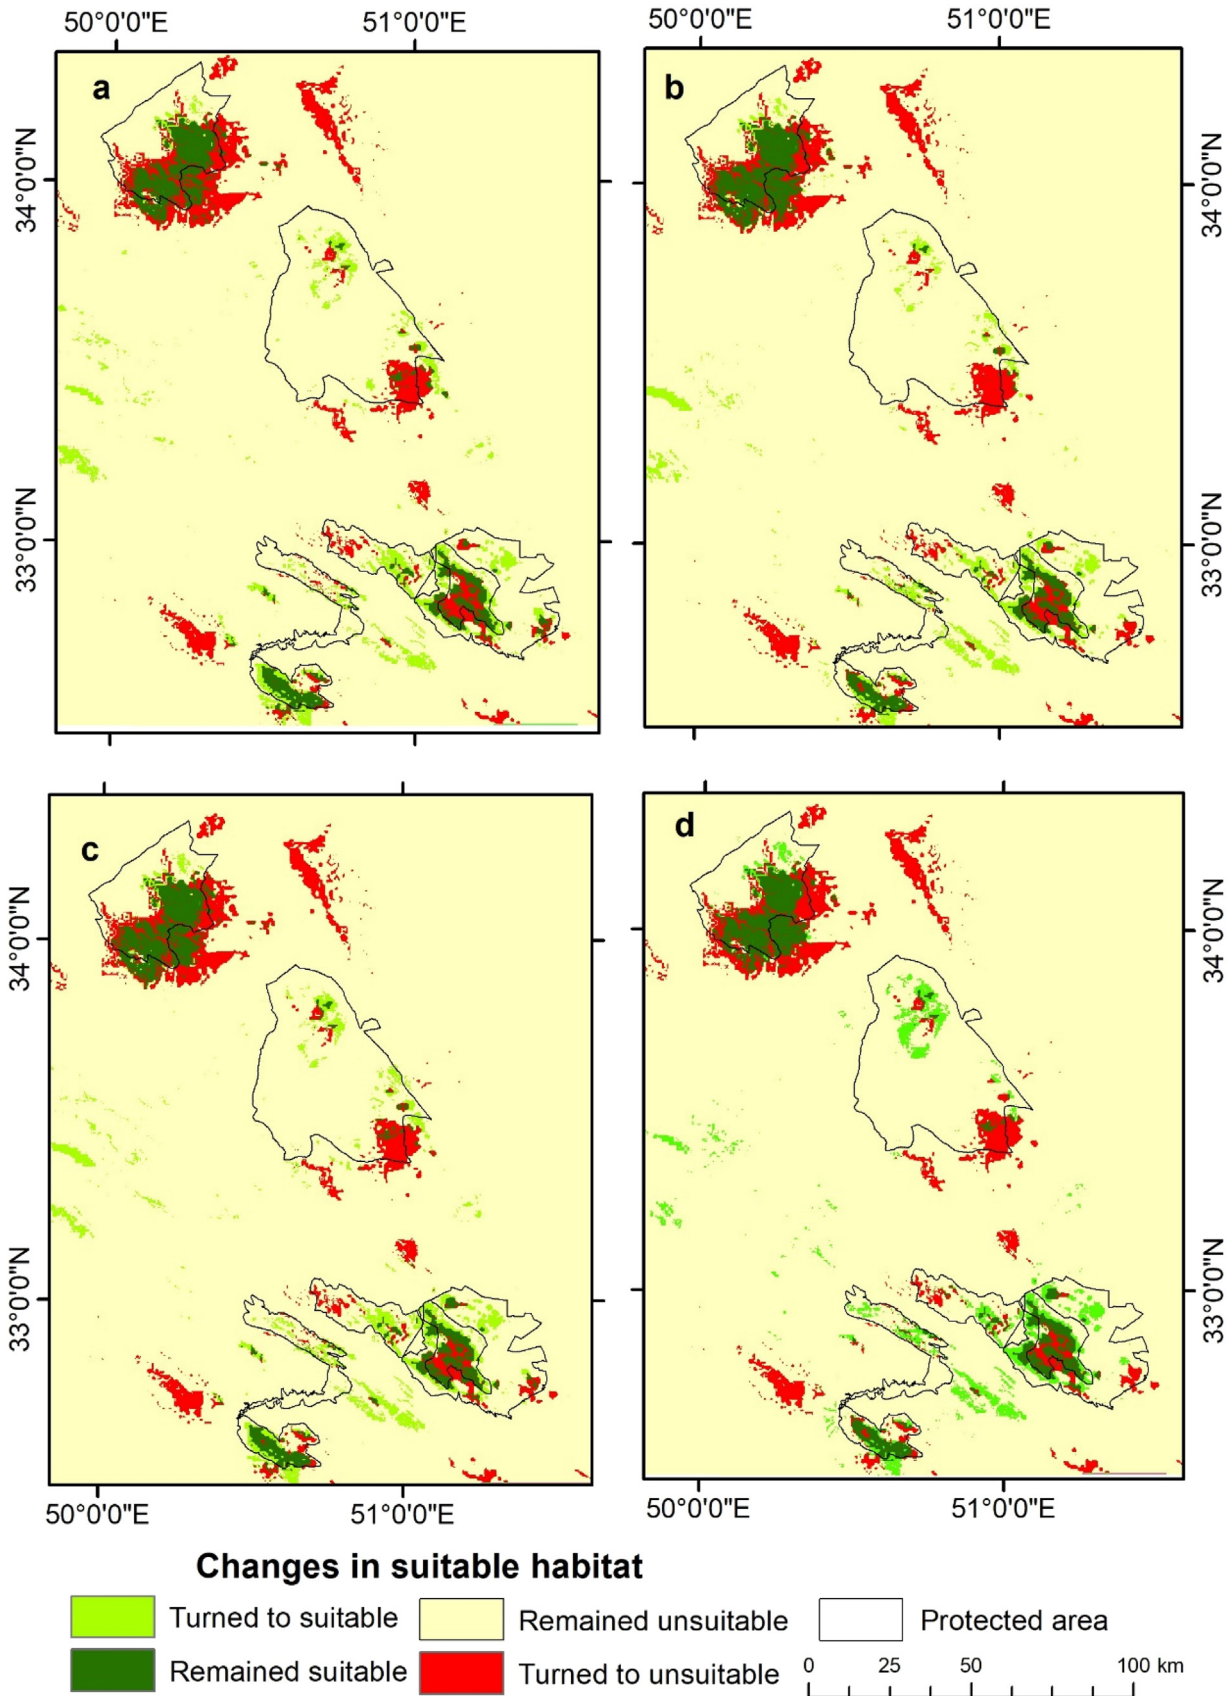 50°0'0"E 51°0'0"E 50°0'0"E 51°0'0"E
a b
34°0'0"N 34°0'0"N
33°0'0"N 33°0'0"N
c d
34°0'0"N 34°0'0"N
33°0'0"N 33°0'0"N
50°0'0"E 51°0'0"E 50°0'0"E 51°0'0"E
Changes in suitable habitat
Turned to suitable Remained unsuitable Protected area
Remained suitable Turned to unsuitable 0 25 50 100 km